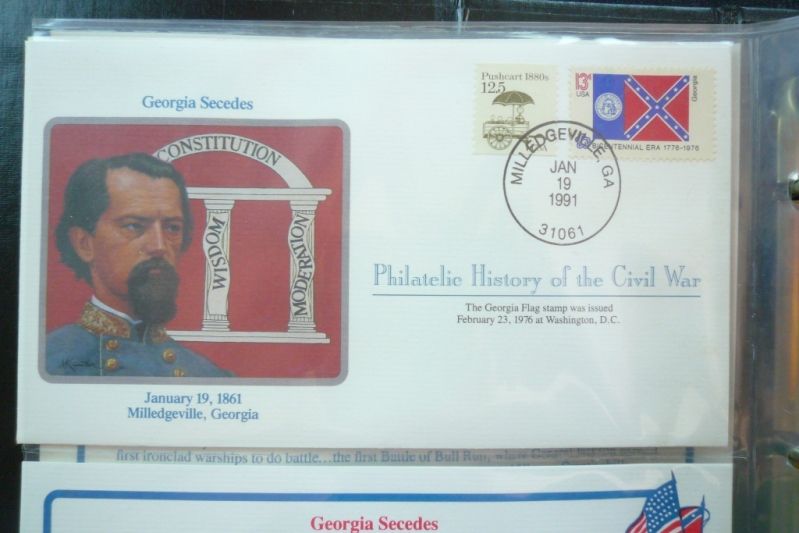 Georgia Secedes
CONSTITUTION
WISDOM
MODERATION
January 19, 1861
Milledgeville, Georgia
Pushcart 1880s
12.5
USA
13c
USA
Georgia
BICENTENNIAL ERA 1776-1976
MILLEDGEVILLE, GA
JAN
19
1991
31061
Philatelic History of the Civil War
The Georgia Flag stamp was issued
February 23, 1976 at Washington, D.C.
first ironclad warships to do battle...the first Battle of Bull Run, where General
Georgia Secedes